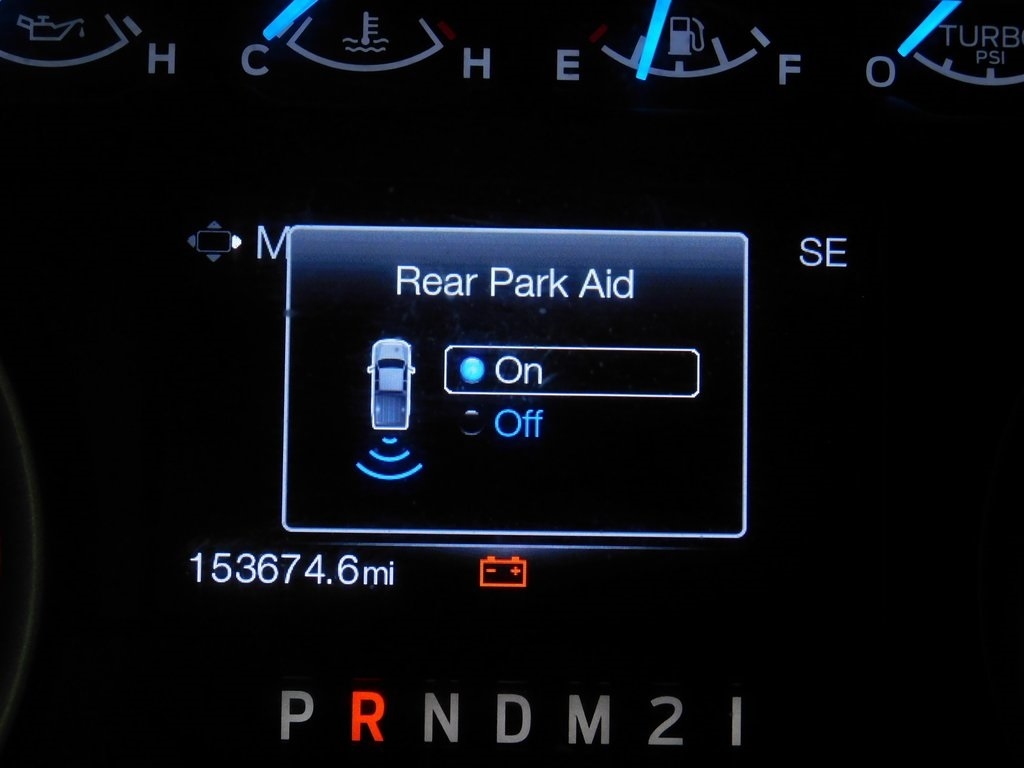 H C H E F O TURBO
PSI
M SE
Rear Park Aid
On
Off
153674.6mi
- +
P R N D M 2 1